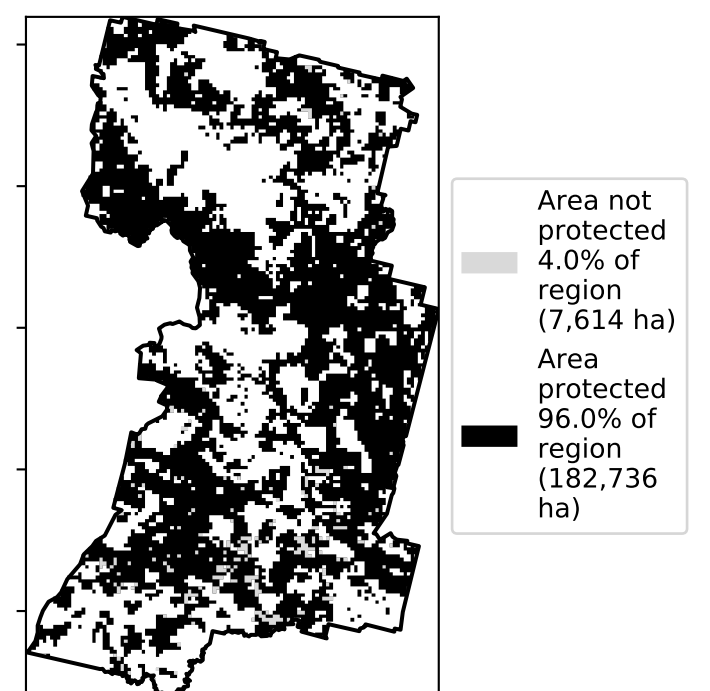 Area not
protected
4.0% of
region
(7,614 ha)
Area
protected
96.0% of
region
(182,736
ha)